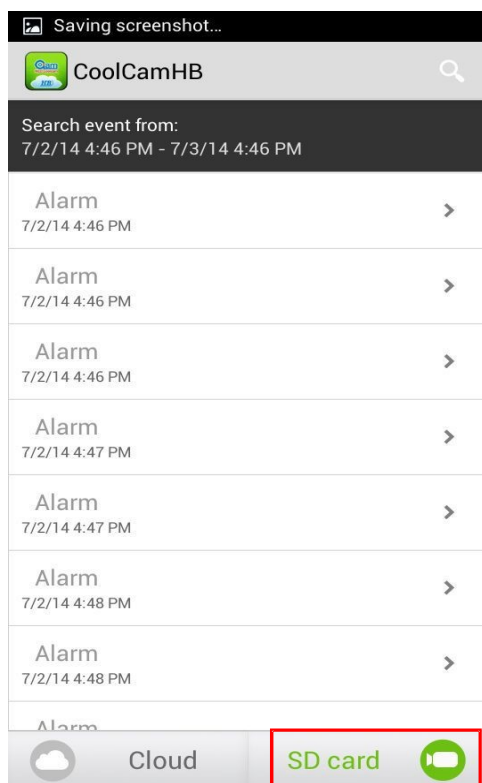 Saving screenshot...
CoolCamHB
Search event from:
7/2/14 4:46 PM - 7/3/14 4:46 PM
Alarm
7/2/14 4:46 PM
Alarm
7/2/14 4:46 PM
Alarm
7/2/14 4:46 PM
Alarm
7/2/14 4:47 PM
Alarm
7/2/14 4:47 PM
Alarm
7/2/14 4:48 PM
Alarm
7/2/14 4:48 PM
Alarm
Cloud SD card